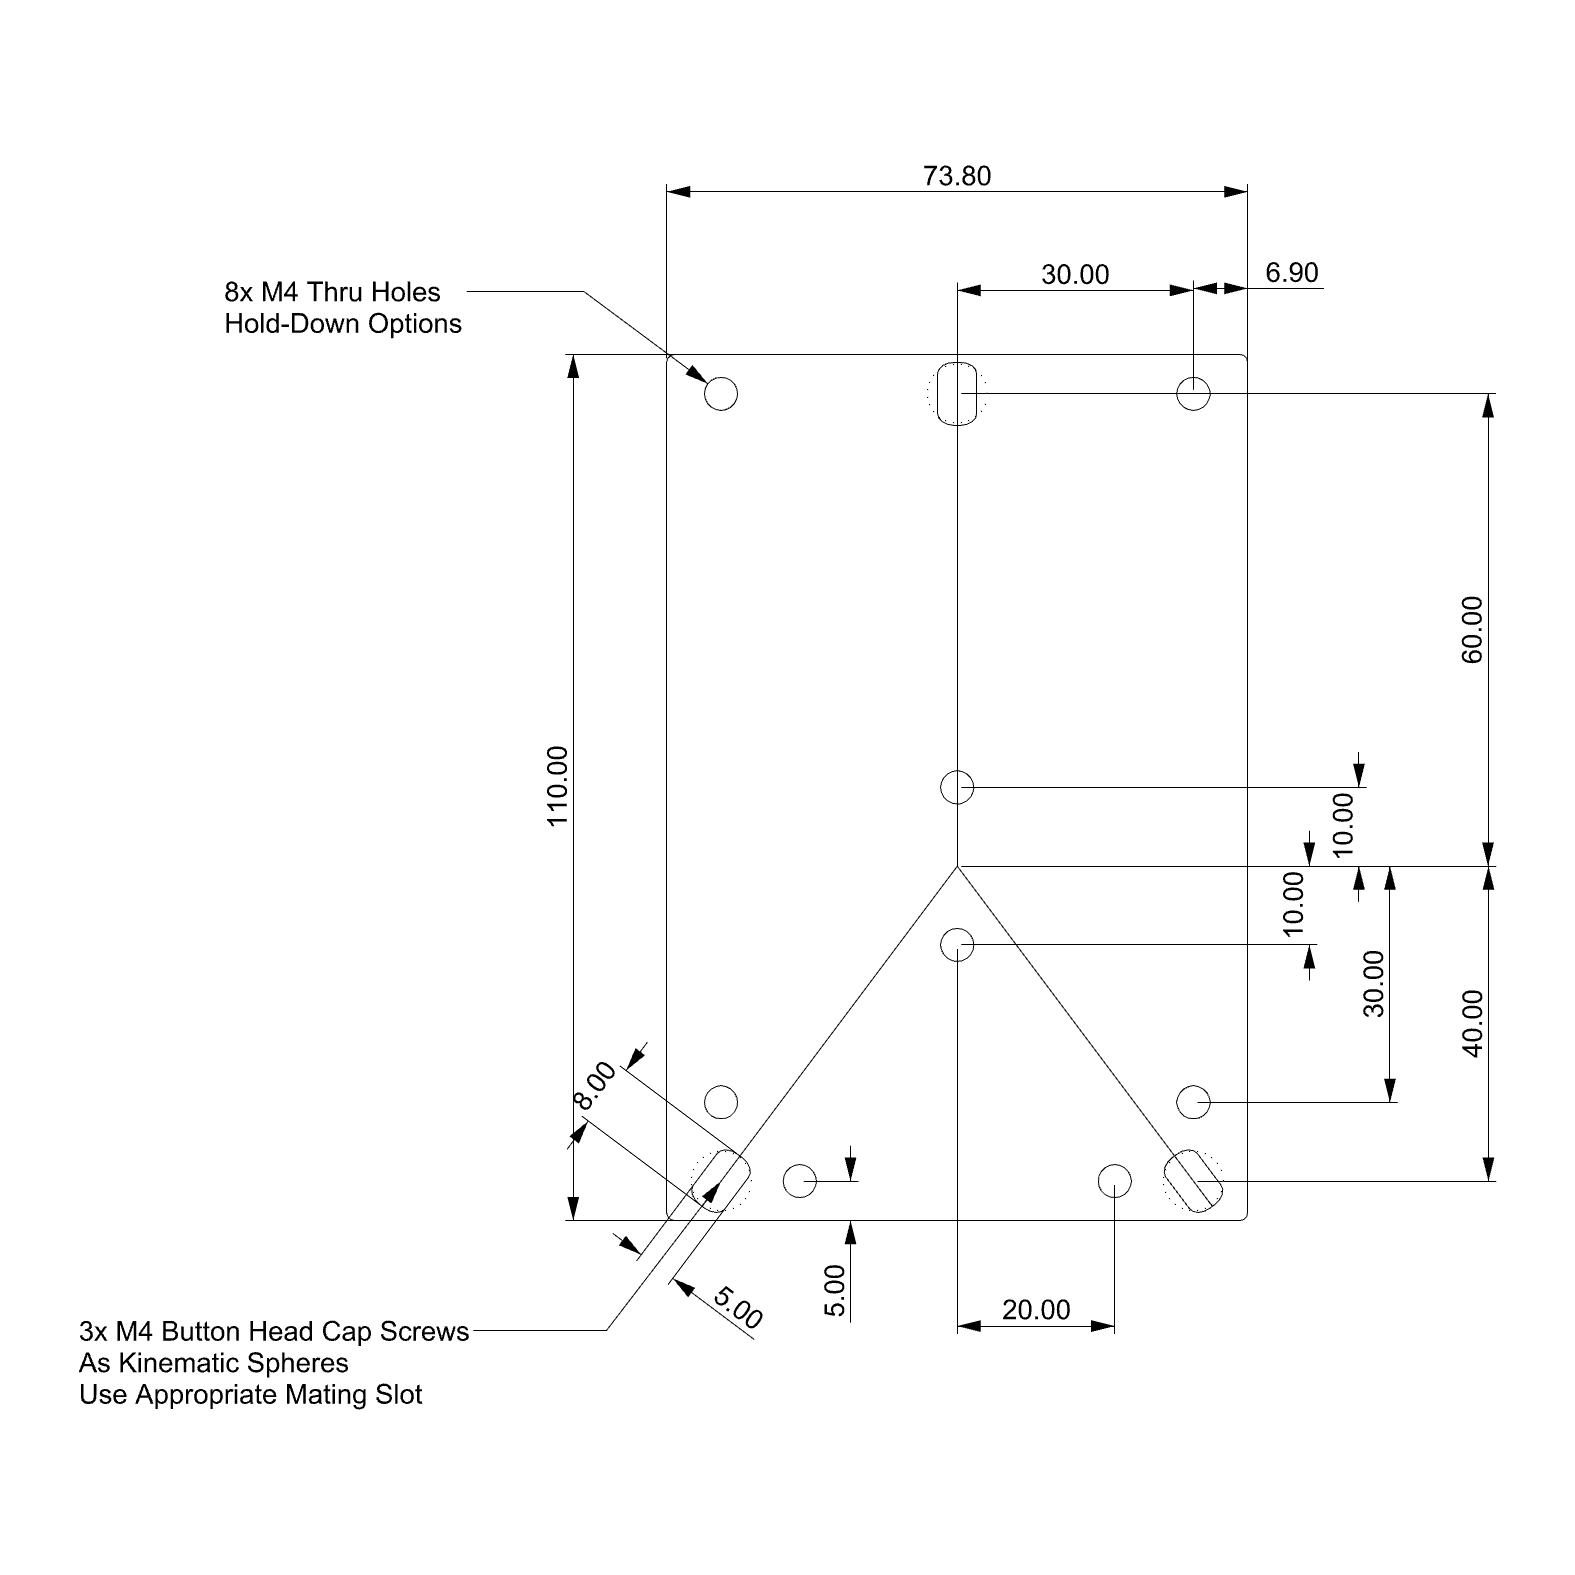 73.80
30.00
6.90
8x M4 Thru Holes
Hold-Down Options
60.00
110.00
10.00
10.00
30.00
40.00
8.00
5.00
5.00
20.00
3x M4 Button Head Cap Screws
As Kinematic Spheres
Use Appropriate Mating Slot